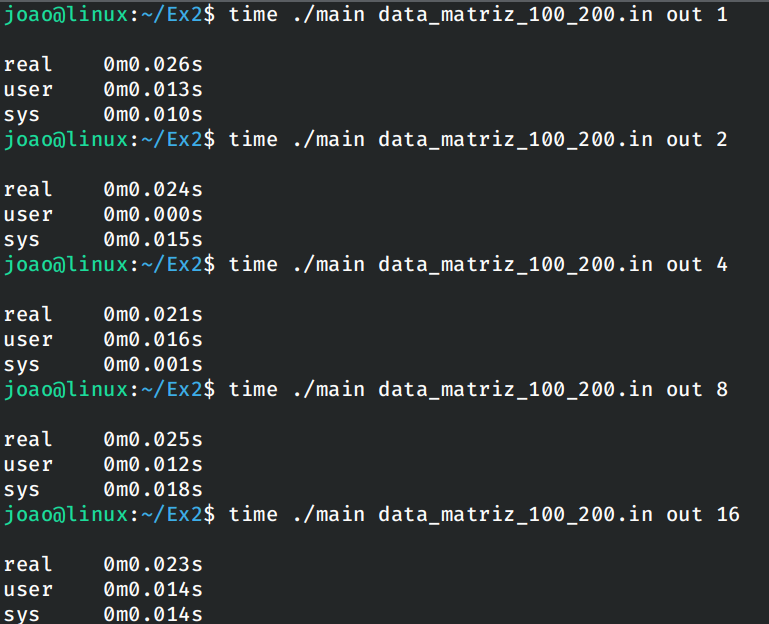 joao@linux:~/Ex2$ time ./main data_matriz_100_200.in out 1
real 0m0.026s
user 0m0.013s
sys 0m0.010s
joao@linux:~/Ex2$ time ./main data_matriz_100_200.in out 2
real 0m0.024s
user 0m0.000s
sys 0m0.015s
joao@linux:~/Ex2$ time ./main data_matriz_100_200.in out 4
real 0m0.021s
user 0m0.016s
sys 0m0.001s
joao@linux:~/Ex2$ time ./main data_matriz_100_200.in out 8
real 0m0.025s
user 0m0.012s
sys 0m0.018s
joao@linux:~/Ex2$ time ./main data_matriz_100_200.in out 16
real 0m0.023s
user 0m0.014s
sys 0m0.014s